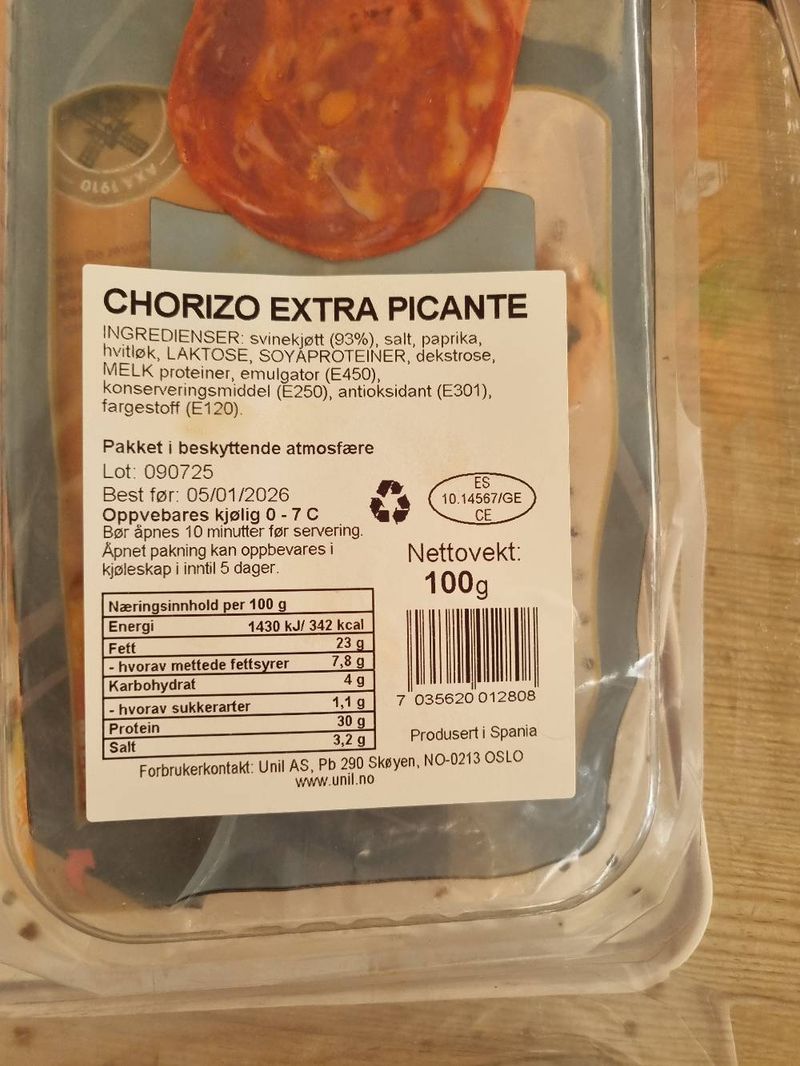 AXA 1910
CHORIZO EXTRA PICANTE
INGREDIENSER: svinekjøtt (93%), salt, paprika,
hvitløk, LAKTOSE, SOYAPROTEINER, dekstrose,
MELK proteiner, emulgator (E450),
konserveringsmiddel (E250), antioksidant (E301),
fargestoff (E120).
Pakket i beskyttende atmosfære
Lot: 090725
Best før: 05/01/2026
Oppvebares kjølig 0 - 7 C
Bør åpnes 10 minutter før servering.
Åpnet pakning kan oppbevares i
kjøleskap i inntil 5 dager.
ES
10.14567/GE
CE
Nettovekt:
100g
Næringsinnhold per 100 g
Energi 1430 kJ/ 342 kcal
Fett 23 g
- hvorav mettede fettsyrer 7,8 g
Karbohydrat 4 g
- hvorav sukkerarter 1,1 g
Protein 30 g
Salt 3,2 g
7 035620 012808
Produsert i Spania
Forbrukerkontakt: Unil AS, Pb 290 Skøyen, NO-0213 OSLO
www.unil.no